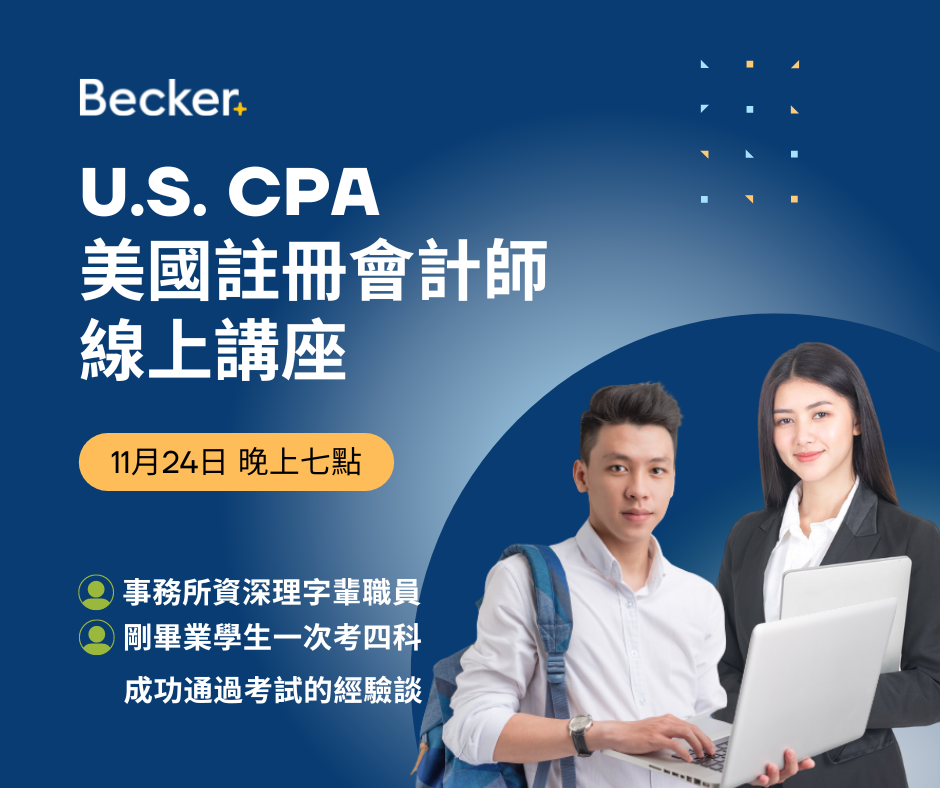 Becker.
U.S. CPA
美國註冊會計師
線上講座
11月24日 晚上七點
事務所資深理字輩職員
剛畢業學生一次考四科
成功通過考試的經驗談